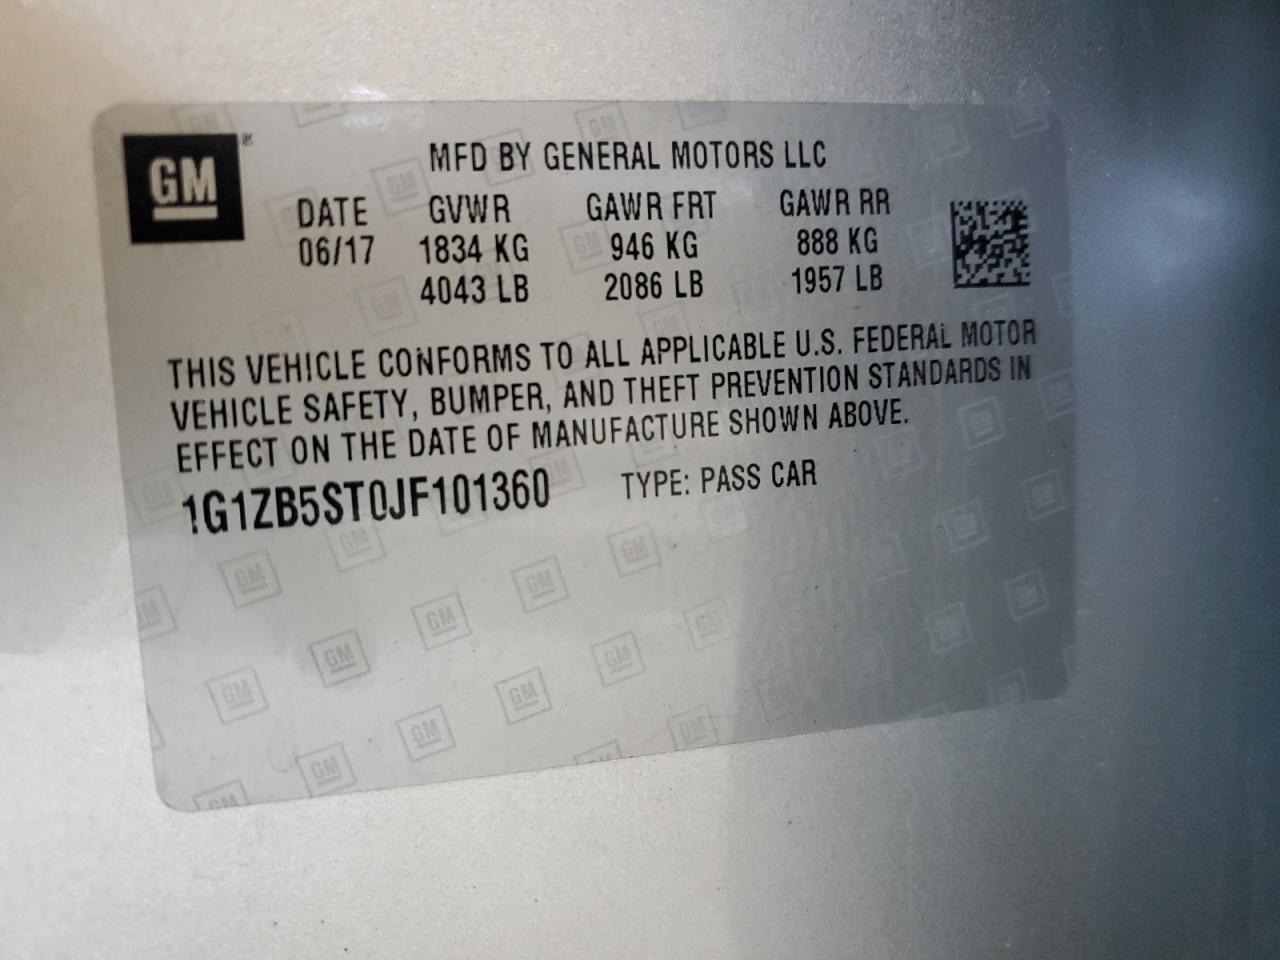 GM
MFD BY GENERAL MOTORS LLC
DATE GVWR GAWR FRT GAWR RR
06/17 1834 KG 946 KG 888 KG
4043 LB 2086 LB 1957 LB
THIS VEHICLE CONFORMS TO ALL APPLICABLE U.S. FEDERAL MOTOR
VEHICLE SAFETY, BUMPER, AND THEFT PREVENTION STANDARDS IN
EFFECT ON THE DATE OF MANUFACTURE SHOWN ABOVE.
1G1ZB5ST0JF101360 TYPE: PASS CAR